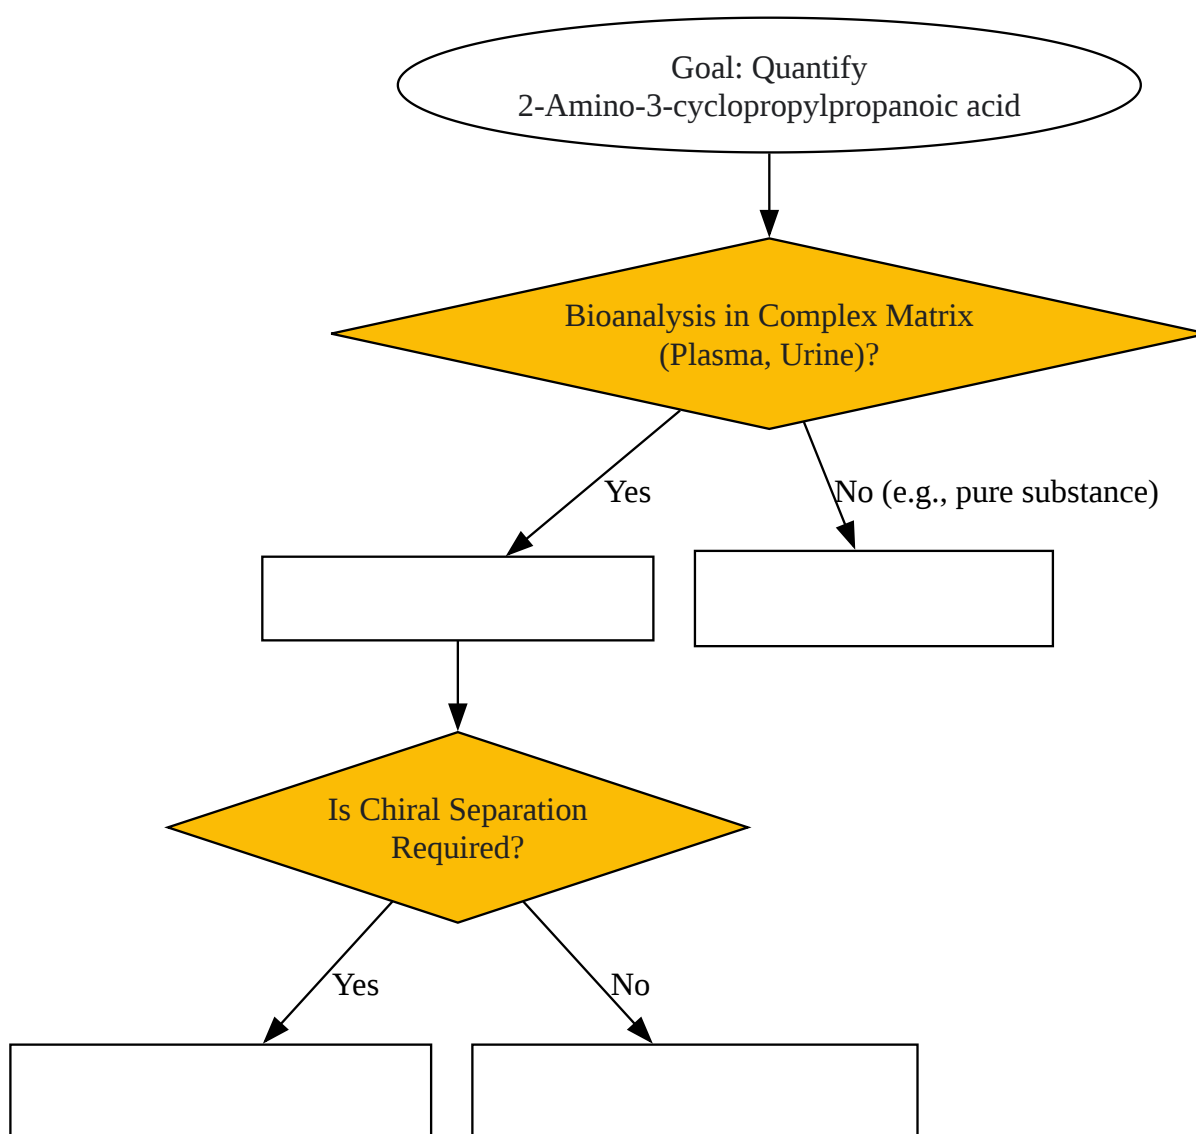 Goal: Quantify
2-Amino-3-cyclopropylpropanoic acid
Bioanalysis in Complex Matrix
(Plasma, Urine)?
Yes
No (e.g., pure substance)
Is Chiral Separation
Required?
Yes
No